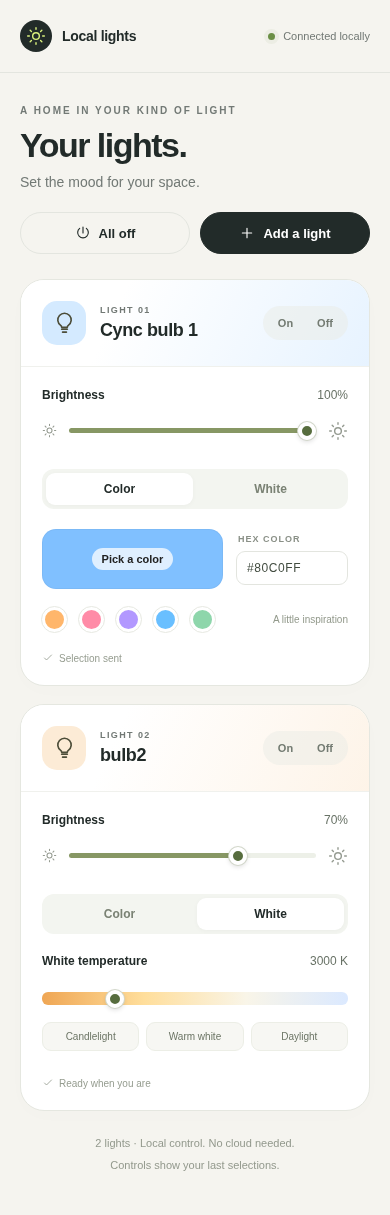 Local lights
Connected locally
A HOME IN YOUR KIND OF LIGHT
Your lights.
Set the mood for your space.
All off
Add a light
LIGHT 01
Cync bulb 1
On Off
Brightness 100%
Color White
Pick a color
HEX COLOR
#80C0FF
A little inspiration
Selection sent
LIGHT 02
bulb2
On Off
Brightness 70%
Color White
White temperature 3000 K
Candlelight Warm white Daylight
Ready when you are
2 lights · Local control. No cloud needed.
Controls show your last selections.